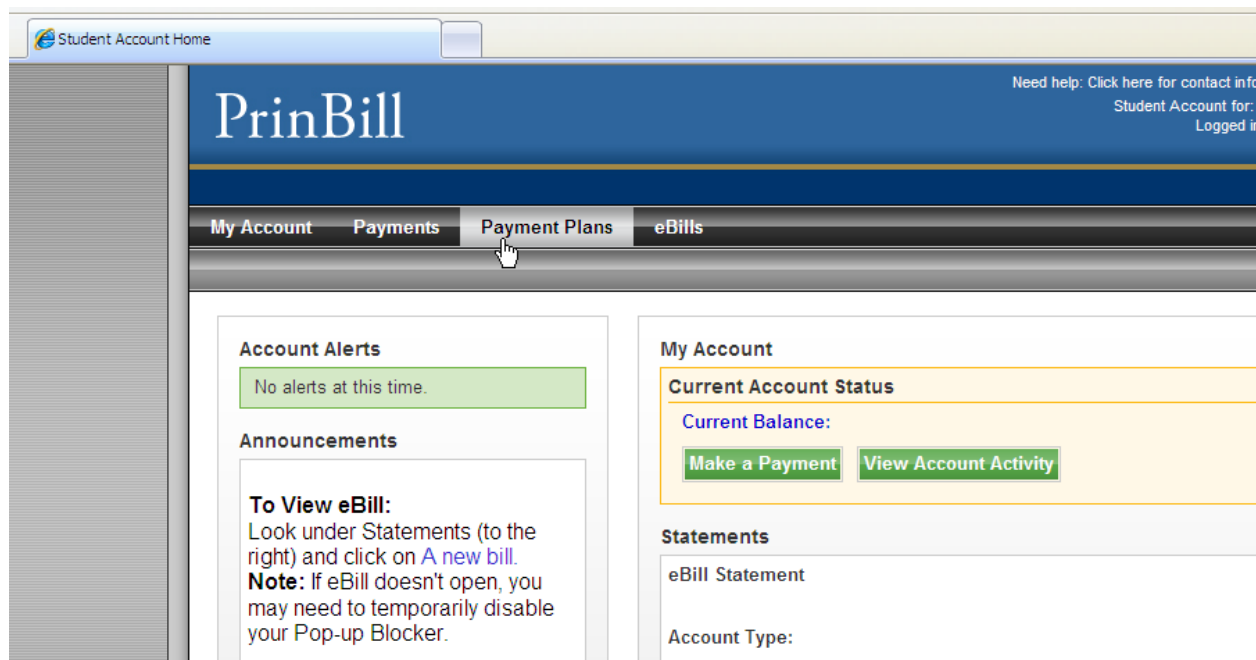 Student Account Home
Need help: Click here for contact info
Student Account for:
Logged
PrinBill
My Account Payments Payment Plans eBills
Account Alerts
No alerts at this time.
Announcements
To View eBill:
Look under Statements (to the
right) and click on A new bill.
Note: If eBill doesn't open, you
may need to temporarily disable
your Pop-up Blocker.
My Account
Current Account Status
Current Balance:
Make a Payment View Account Activity
Statements
eBill Statement
Account Type: